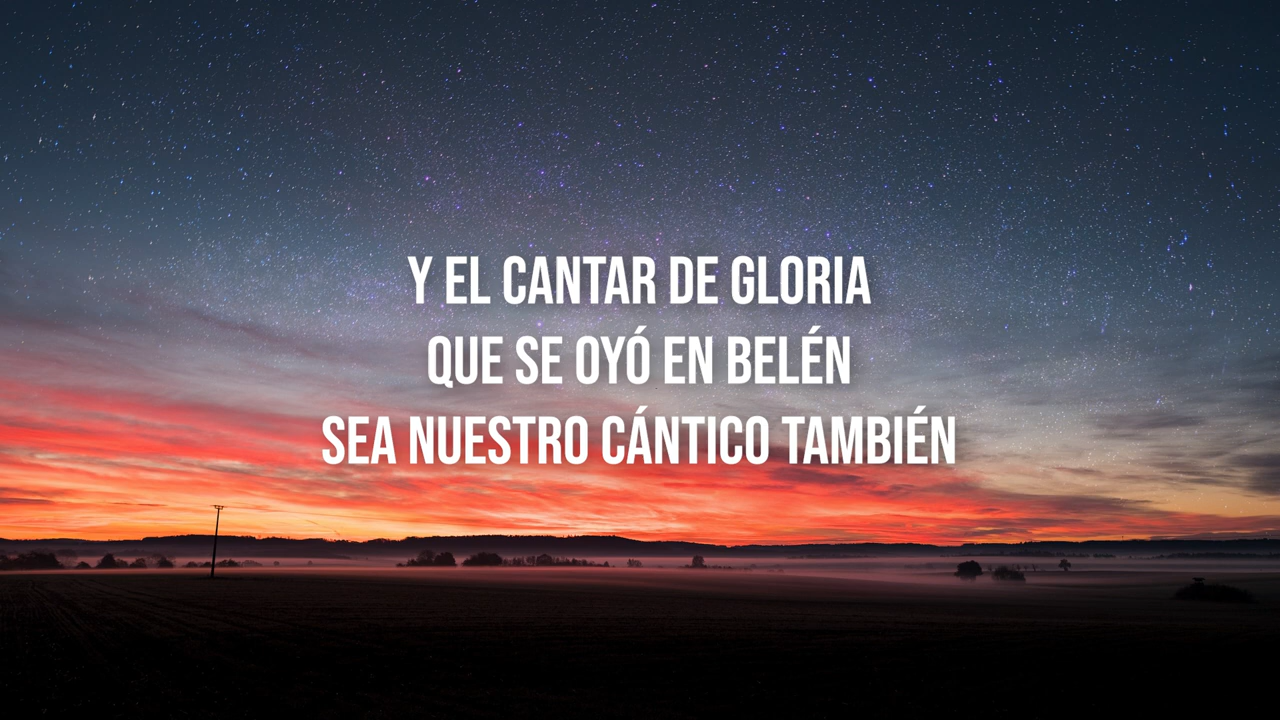 Y EL CANTAR DE GLORIA
QUE SE OYÓ EN BELÉN
SEA NUESTRO CÁNTICO TAMBIÉN